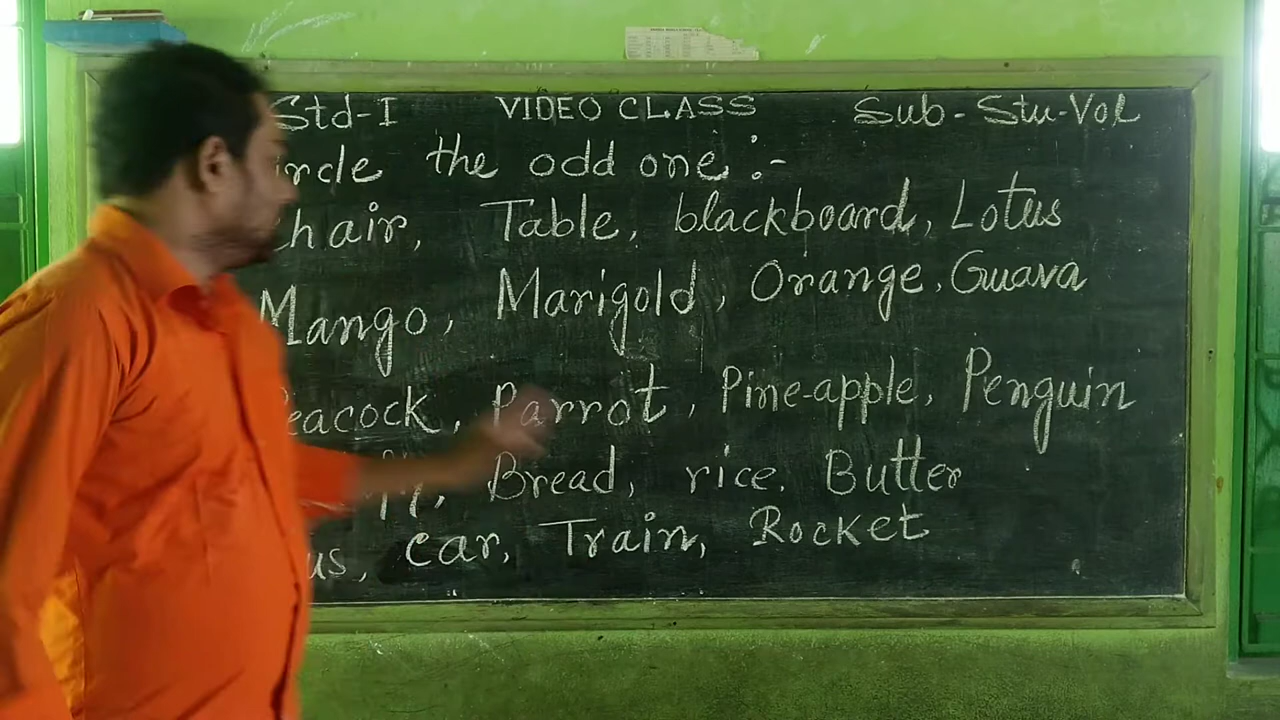 Std-I VIDEO CLASS Sub-Stu-Vol
ircle the odd one:-
hair, Table, blackboard, Lotus
Mango, Marigold, Orange, Guava
eacock, Parrot, Pine-apple, Penguin
Bread, rice, Butter
us, car, Train, Rocket